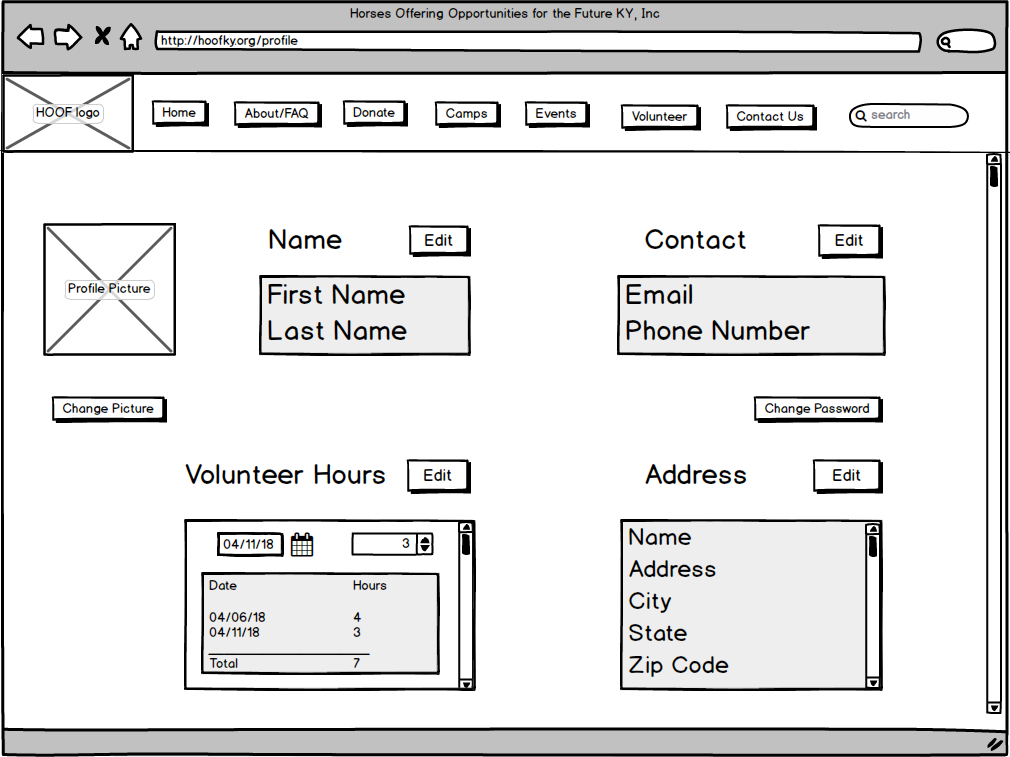 Horses Offering Opportunities for the Future KY, Inc
http://hoofky.org/profile
HOOF logo
Home
About/FAQ
Donate
Camps
Events
Volunteer
Contact Us
search
Profile Picture
Name
Edit
First Name
Last Name
Contact
Edit
Email
Phone Number
Change Picture
Change Password
Volunteer Hours
Edit
04/11/18
3
Date Hours
04/06/18 4
04/11/18 3
Total 7
Address
Edit
Name
Address
City
State
Zip Code